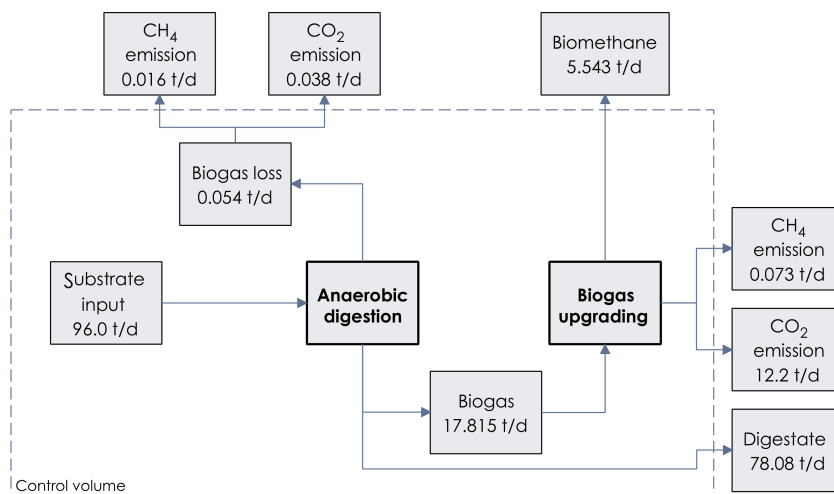 CH₄
emission
0.016 t/d
CO₂
emission
0.038 t/d
Biomethane
5.543 t/d
Biogas loss
0.054 t/d
CH₄
emission
0.073 t/d
Substrate
input
96.0 t/d
Anaerobic
digestion
Biogas
upgrading
CO₂
emission
12.2 t/d
Biogas
17.815 t/d
Digestate
78.08 t/d
Control volume